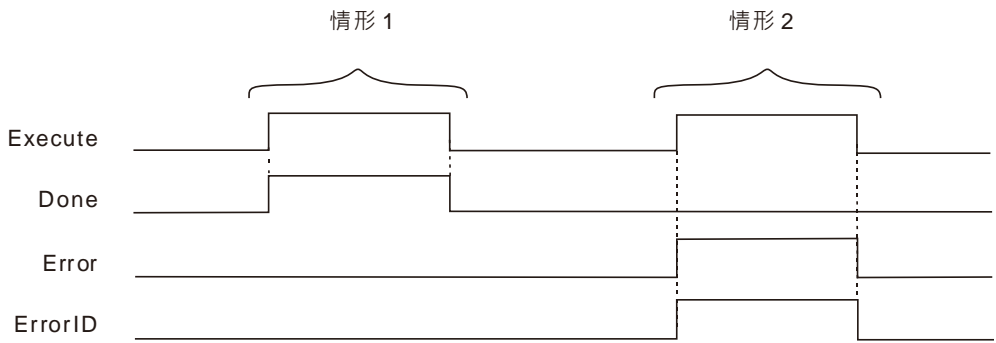 情形 1 情形 2
Execute
Done
Error
ErrorID